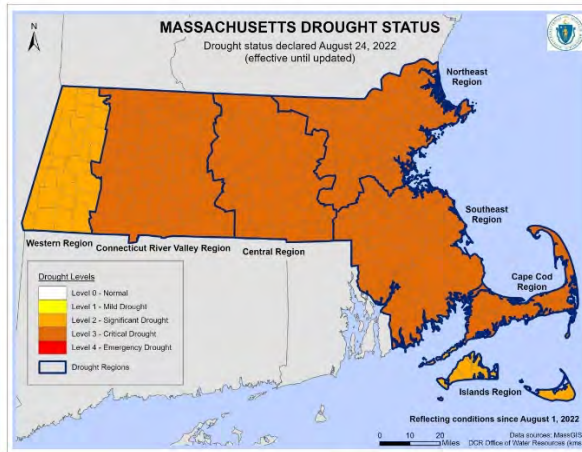 MASSACHUSETTS DROUGHT STATUS
Drought status declared August 24, 2022
(effective until updated)
N
Northeast
Region
Southeast
Region
Cape Cod
Region
Western Region
Connecticut River Valley Region
Central Region
Islands Region
Drought Levels
Level 0 - Normal
Level 1 - Mild Drought
Level 2 - Significant Drought
Level 3 - Critical Drought
Level 4 - Emergency Drought
Drought Regions
Reflecting conditions since August 1, 2022
0 10 20
Miles
Data sources: MassGIS
DCR Office of Water Resources (kms